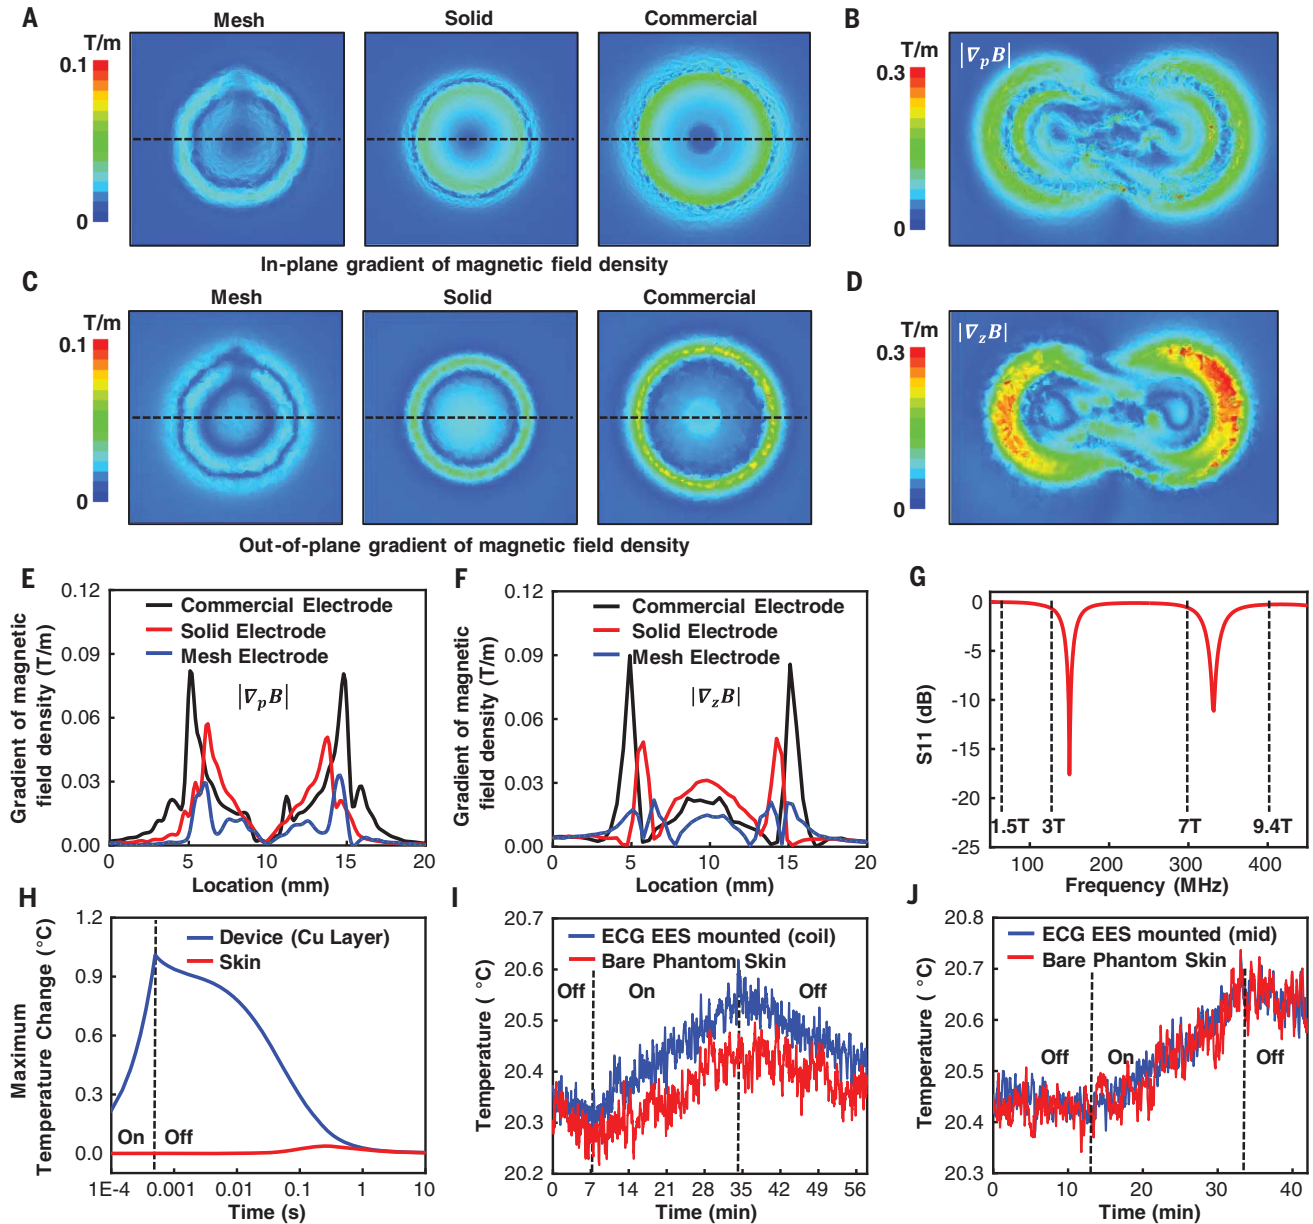 A
Mesh
Solid
Commercial
T/m
0.1
0
In-plane gradient of magnetic field density
B
T/m
0.3
0
|∇pB|
C
Mesh
Solid
Commercial
T/m
0.1
0
Out-of-plane gradient of magnetic field density
D
T/m
0.3
0
|∇zB|
E
Gradient of magnetic
field density (T/m)
0.12
0.09
0.06
0.03
0.00
Commercial Electrode
Solid Electrode
Mesh Electrode
|∇pB|
0
5
10
15
20
Location (mm)
F
Gradient of magnetic
field density (T/m)
0.12
0.09
0.06
0.03
0.00
Commercial Electrode
Solid Electrode
Mesh Electrode
|∇zB|
0
5
10
15
20
Location (mm)
G
S11 (dB)
0
-5
-10
-15
-20
-25
1.5T
3T
7T
9.4T
100
200
300
400
Frequency (MHz)
H
Maximum
Temperature Change (°C)
1.2
0.9
0.6
0.3
0.0
Device (Cu Layer)
Skin
On
Off
1E-4
0.001
0.01
0.1
1
10
Time (s)
I
Temperature ( °C)
20.7
20.6
20.5
20.4
20.3
20.2
ECG EES mounted (coil)
Bare Phantom Skin
Off
On
Off
0
7
14
21
28
35
42
49
56
Time (min)
J
Temperature ( °C)
20.8
20.7
20.6
20.5
20.4
20.3
ECG EES mounted (mid)
Bare Phantom Skin
Off
On
Off
0
10
20
30
40
Time (min)